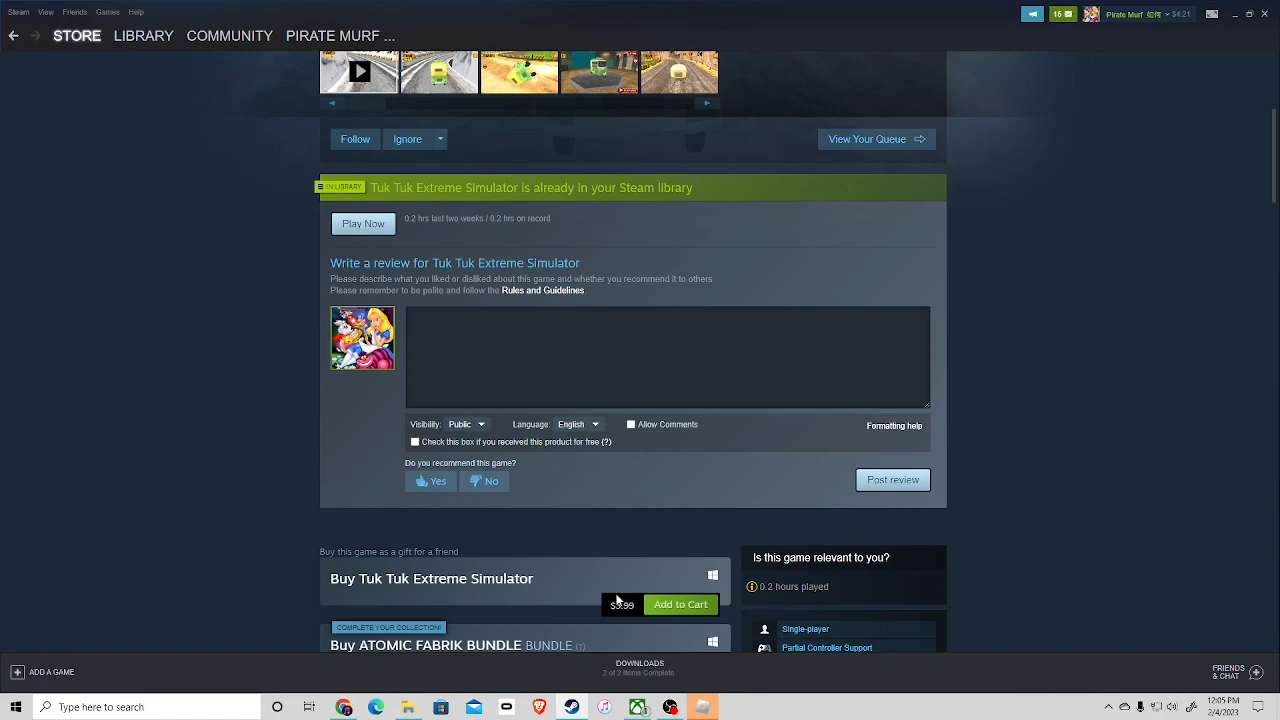 Steam View Friends Games Help
15
Pirate Murf 如何 $4.21
STORE LIBRARY COMMUNITY PIRATE MURF ...
Follow Ignore View Your Queue
IN LIBRARY Tuk Tuk Extreme Simulator is already in your Steam library
Play Now 0.2 hrs last two weeks / 0.2 hrs on record
Write a review for Tuk Tuk Extreme Simulator
Please describe what you liked or disliked about this game and whether you recommend it to others.
Please remember to be polite and follow the Rules and Guidelines.
Visibility: Public Language: English Allow Comments Formatting help
Check this box if you received this product for free (?)
Do you recommend this game?
Yes No Post review
Buy this game as a gift for a friend
Buy Tuk Tuk Extreme Simulator
Add to Cart
COMPLETE YOUR COLLECTION!
Buy ATOMIC FABRIK BUNDLE BUNDLE (?)
Is this game relevant to you?
0.2 hours played
Single-player
Partial Controller Support
ADD A GAME
DOWNLOADS
2 of 2 Items Complete
FRIENDS
& CHAT
Type here to search
12:05 PM
2/4/2023